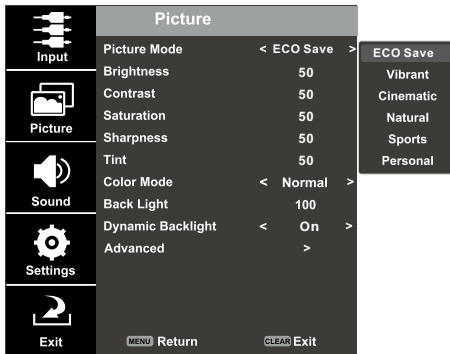 Picture
Input
Picture
Sound
Settings
Exit
Picture Mode < ECO Save >
Brightness 50
Contrast 50
Saturation 50
Sharpness 50
Tint 50
Color Mode < Normal >
Back Light 100
Dynamic Backlight < On >
Advanced >
MENU Return CLEAR Exit
ECO Save
Vibrant
Cinematic
Natural
Sports
Personal